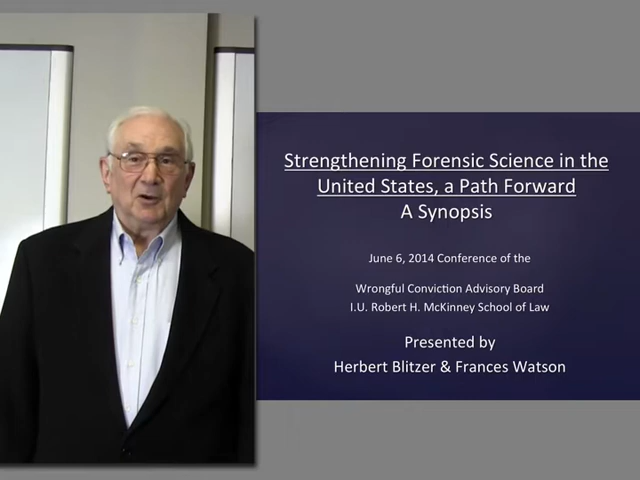 Strengthening Forensic Science in the
United States, a Path Forward
A Synopsis
June 6, 2014 Conference of the
Wrongful Conviction Advisory Board
I.U. Robert H. McKinney School of Law
Presented by
Herbert Blitzer & Frances Watson